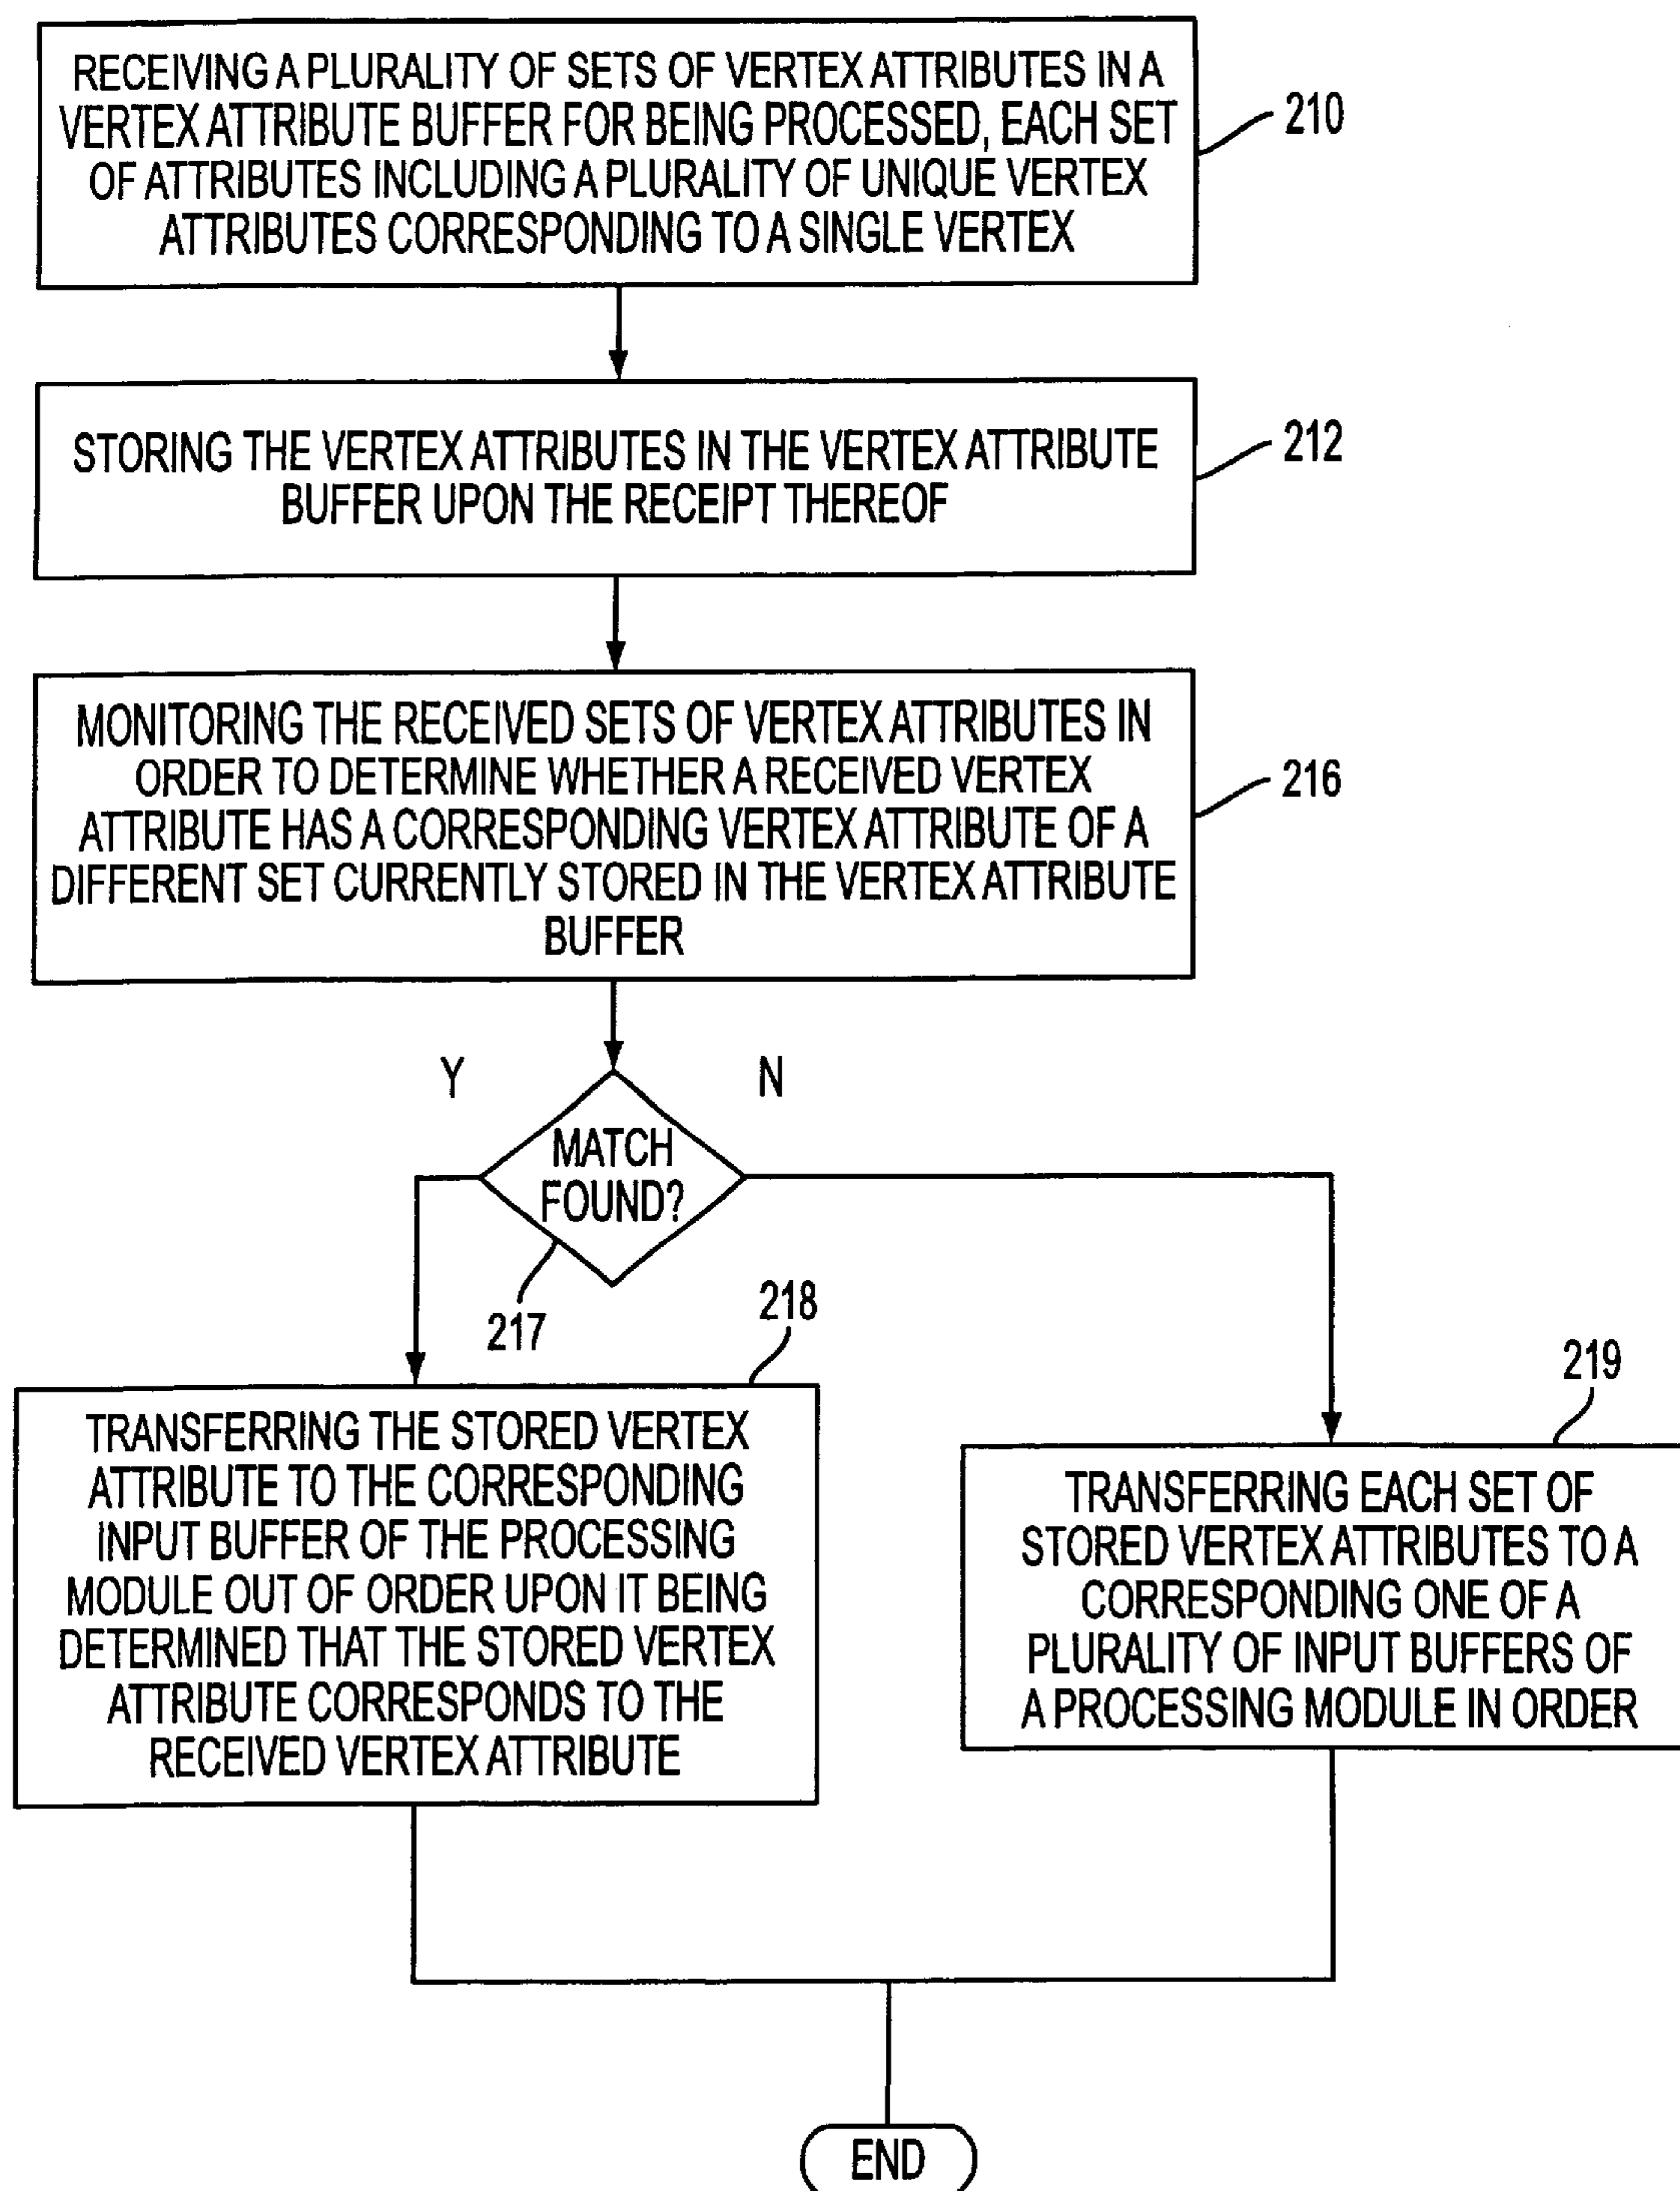 RECEIVING A PLURALITY OF SETS OF VERTEX ATTRIBUTES IN A
VERTEX ATTRIBUTE BUFFER FOR BEING PROCESSED, EACH SET
OF ATTRIBUTES INCLUDING A PLURALITY OF UNIQUE VERTEX
ATTRIBUTES CORRESPONDING TO A SINGLE VERTEX
210
STORING THE VERTEX ATTRIBUTES IN THE VERTEX ATTRIBUTE
BUFFER UPON THE RECEIPT THEREOF
212
MONITORING THE RECEIVED SETS OF VERTEX ATTRIBUTES IN
ORDER TO DETERMINE WHETHER A RECEIVED VERTEX
ATTRIBUTE HAS A CORRESPONDING VERTEX ATTRIBUTE OF A
DIFFERENT SET CURRENTLY STORED IN THE VERTEX ATTRIBUTE
BUFFER
216
Y
N
MATCH
FOUND?
217
218
TRANSFERRING THE STORED VERTEX
ATTRIBUTE TO THE CORRESPONDING
INPUT BUFFER OF THE PROCESSING
MODULE OUT OF ORDER UPON IT BEING
DETERMINED THAT THE STORED VERTEX
ATTRIBUTE CORRESPONDS TO THE
RECEIVED VERTEX ATTRIBUTE
219
TRANSFERRING EACH SET OF
STORED VERTEX ATTRIBUTES TO A
CORRESPONDING ONE OF A
PLURALITY OF INPUT BUFFERS OF
A PROCESSING MODULE IN ORDER
END